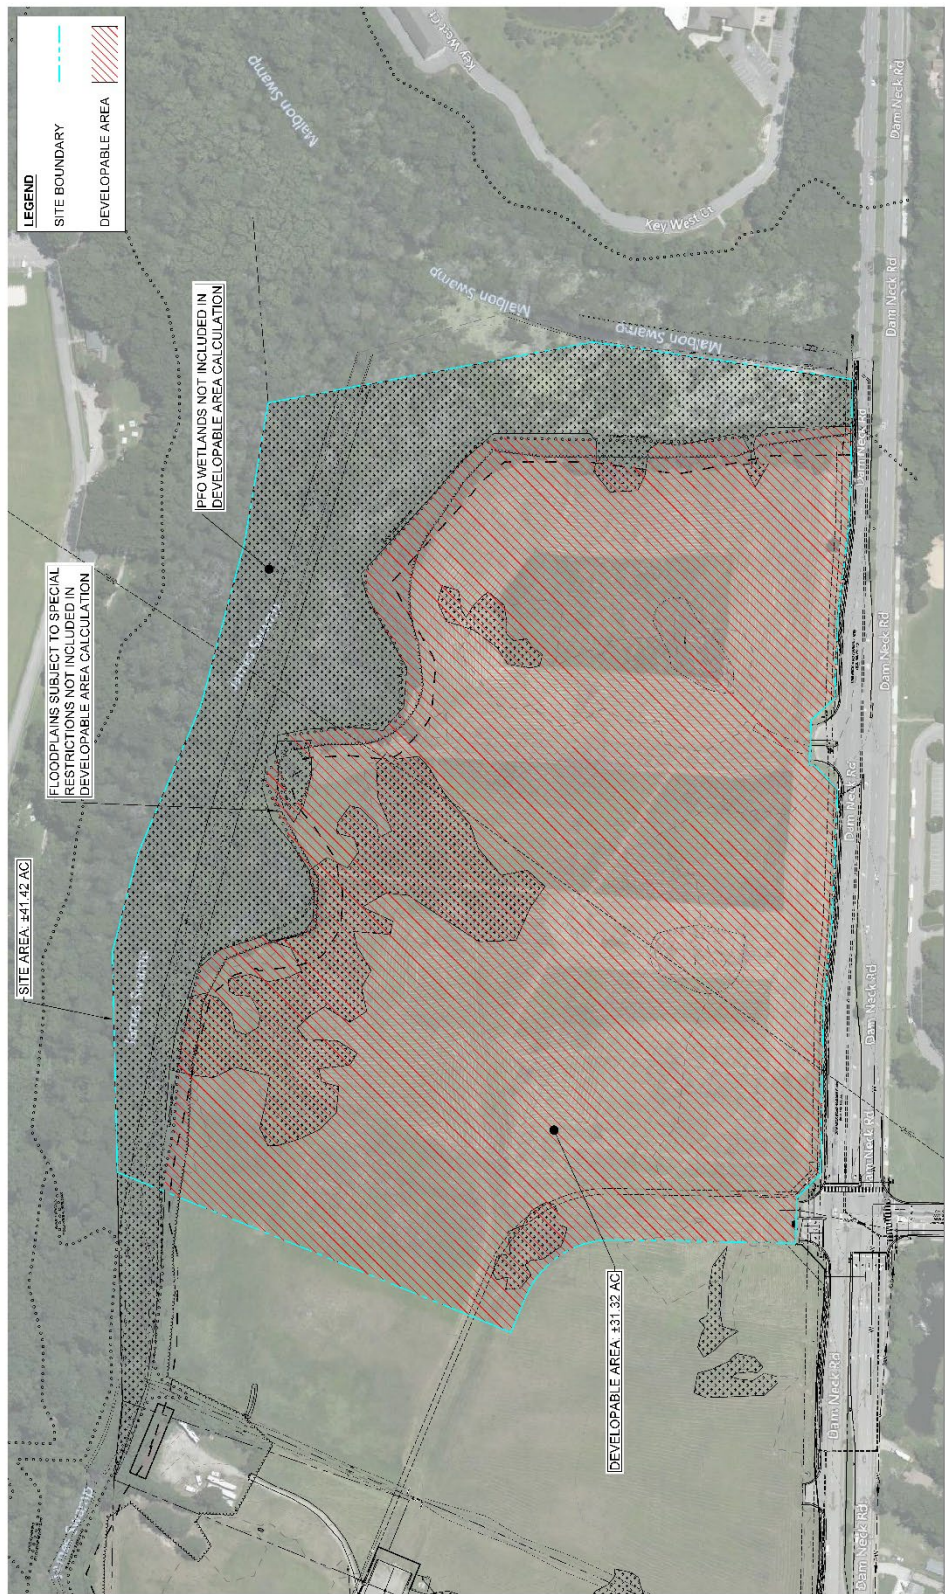 LEGEND
SITE BOUNDARY
DEVELOPABLE AREA
SITE AREA: ±41.42 AC
FLOODPLAINS SUBJECT TO SPECIAL
RESTRICTIONS NOT INCLUDED IN
DEVELOPABLE AREA CALCULATION
PFO WETLANDS NOT INCLUDED IN
DEVELOPABLE AREA CALCULATION
DEVELOPABLE AREA: ±31.32 AC
Malbon Swamp
Malbon Swamp
Malbon Swamp
Key West Ct
Key West Ct
Dam Neck Rd
Dam Neck Rd
Dam Neck Rd
Dam Neck Rd
Dam Neck Rd
Dam Neck Rd
Dam Neck Rd
Dam Neck Rd
Dam Neck Rd